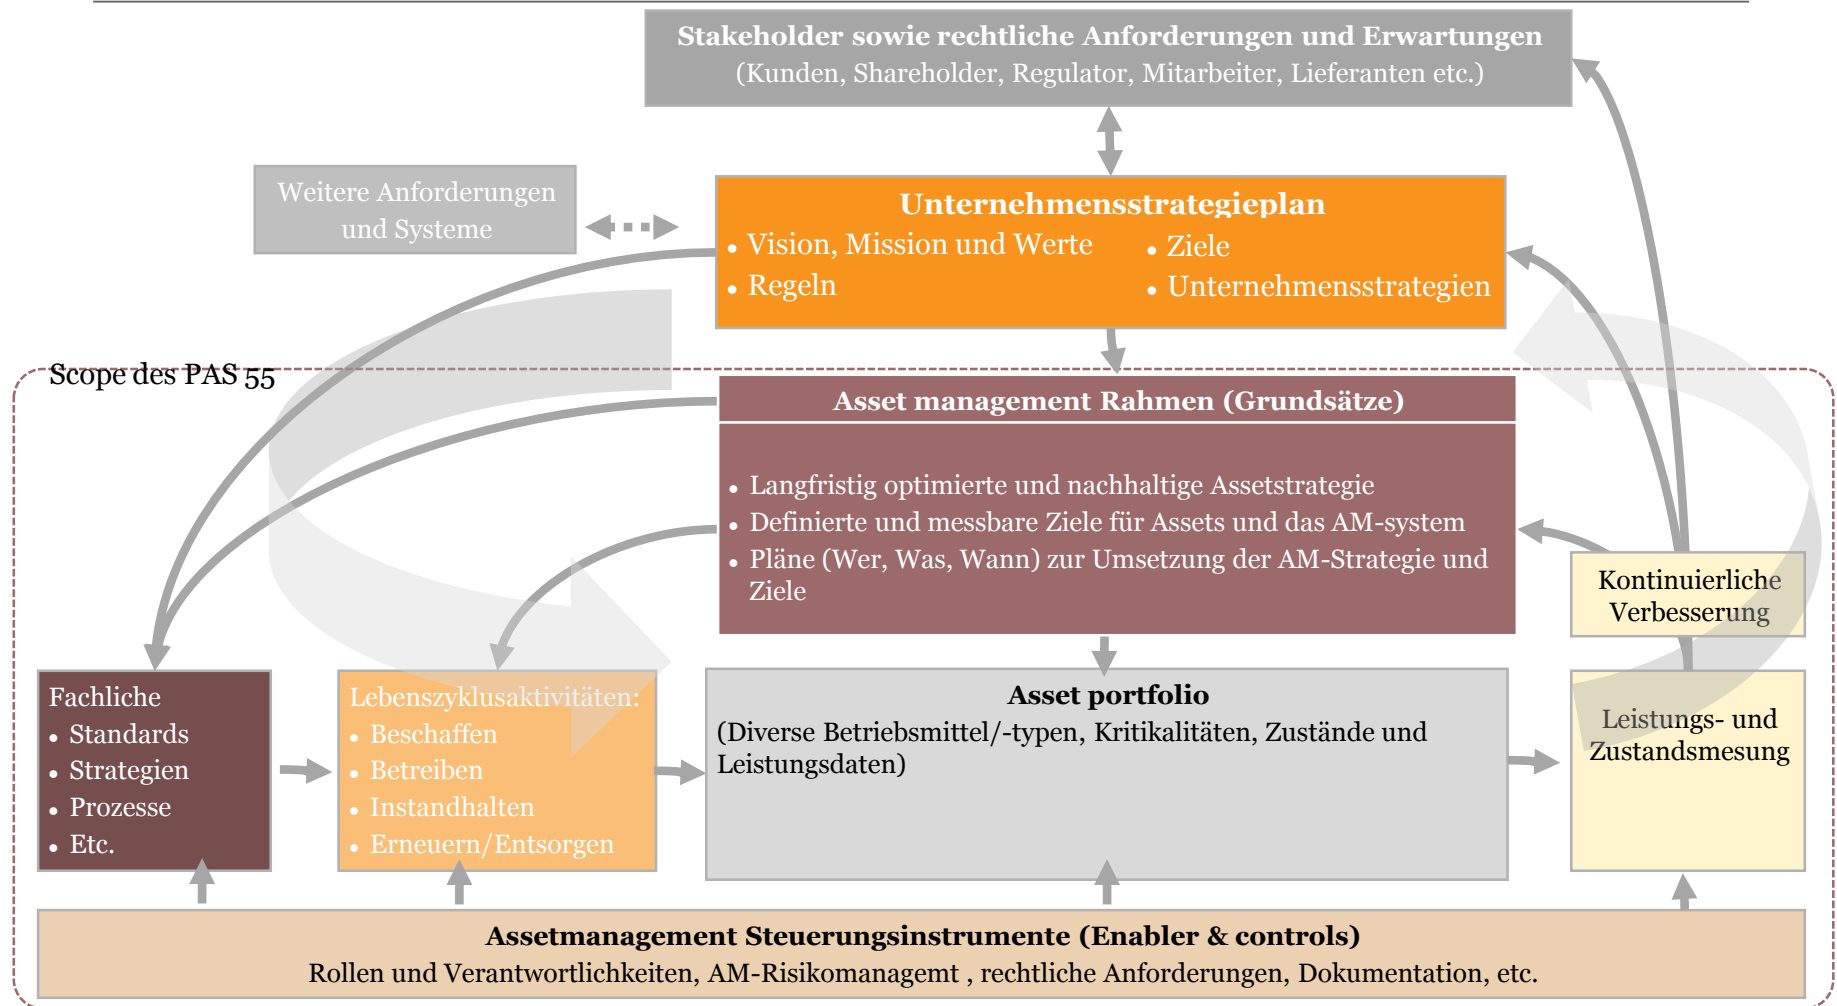 Stakeholder sowie rechtliche Anforderungen und Erwartungen
(Kunden, Shareholder, Regulator, Mitarbeiter, Lieferanten etc.)
Weitere Anforderungen
und Systeme
Unternehmensstrategieplan
• Vision, Mission und Werte
• Regeln
• Ziele
• Unternehmensstrategien
Scope des PAS 55
Asset management Rahmen (Grundsätze)
• Langfristig optimierte und nachhaltige Assetstrategie
• Definierte und messbare Ziele für Assets und das AM-system
• Pläne (Wer, Was, Wann) zur Umsetzung der AM-Strategie und
Ziele
Kontinuierliche
Verbesserung
Fachliche
• Standards
• Strategien
• Prozesse
• Etc.
Lebenszyklusaktivitäten:
• Beschaffen
• Betreiben
• Instandhalten
• Erneuern/Entsorgen
Asset portfolio
(Diverse Betriebsmittel/-typen, Kritikalitäten, Zustände und
Leistungsdaten)
Leistungs- und
Zustandsmesung
Assetmanagement Steuerungsinstrumente (Enabler & controls)
Rollen und Verantwortlichkeiten, AM-Risikomanagemt , rechtliche Anforderungen, Dokumentation, etc.